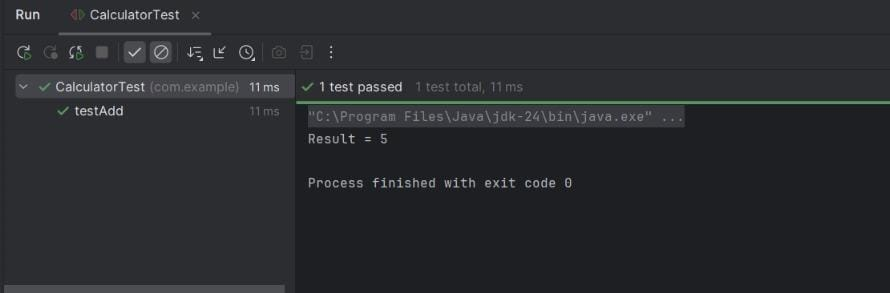 Run CalculatorTest
CalculatorTest (com.example) 11 ms
testAdd 11 ms
1 test passed 1 test total, 11 ms
"C:\Program Files\Java\jdk-24\bin\java.exe" ...
Result = 5
Process finished with exit code 0